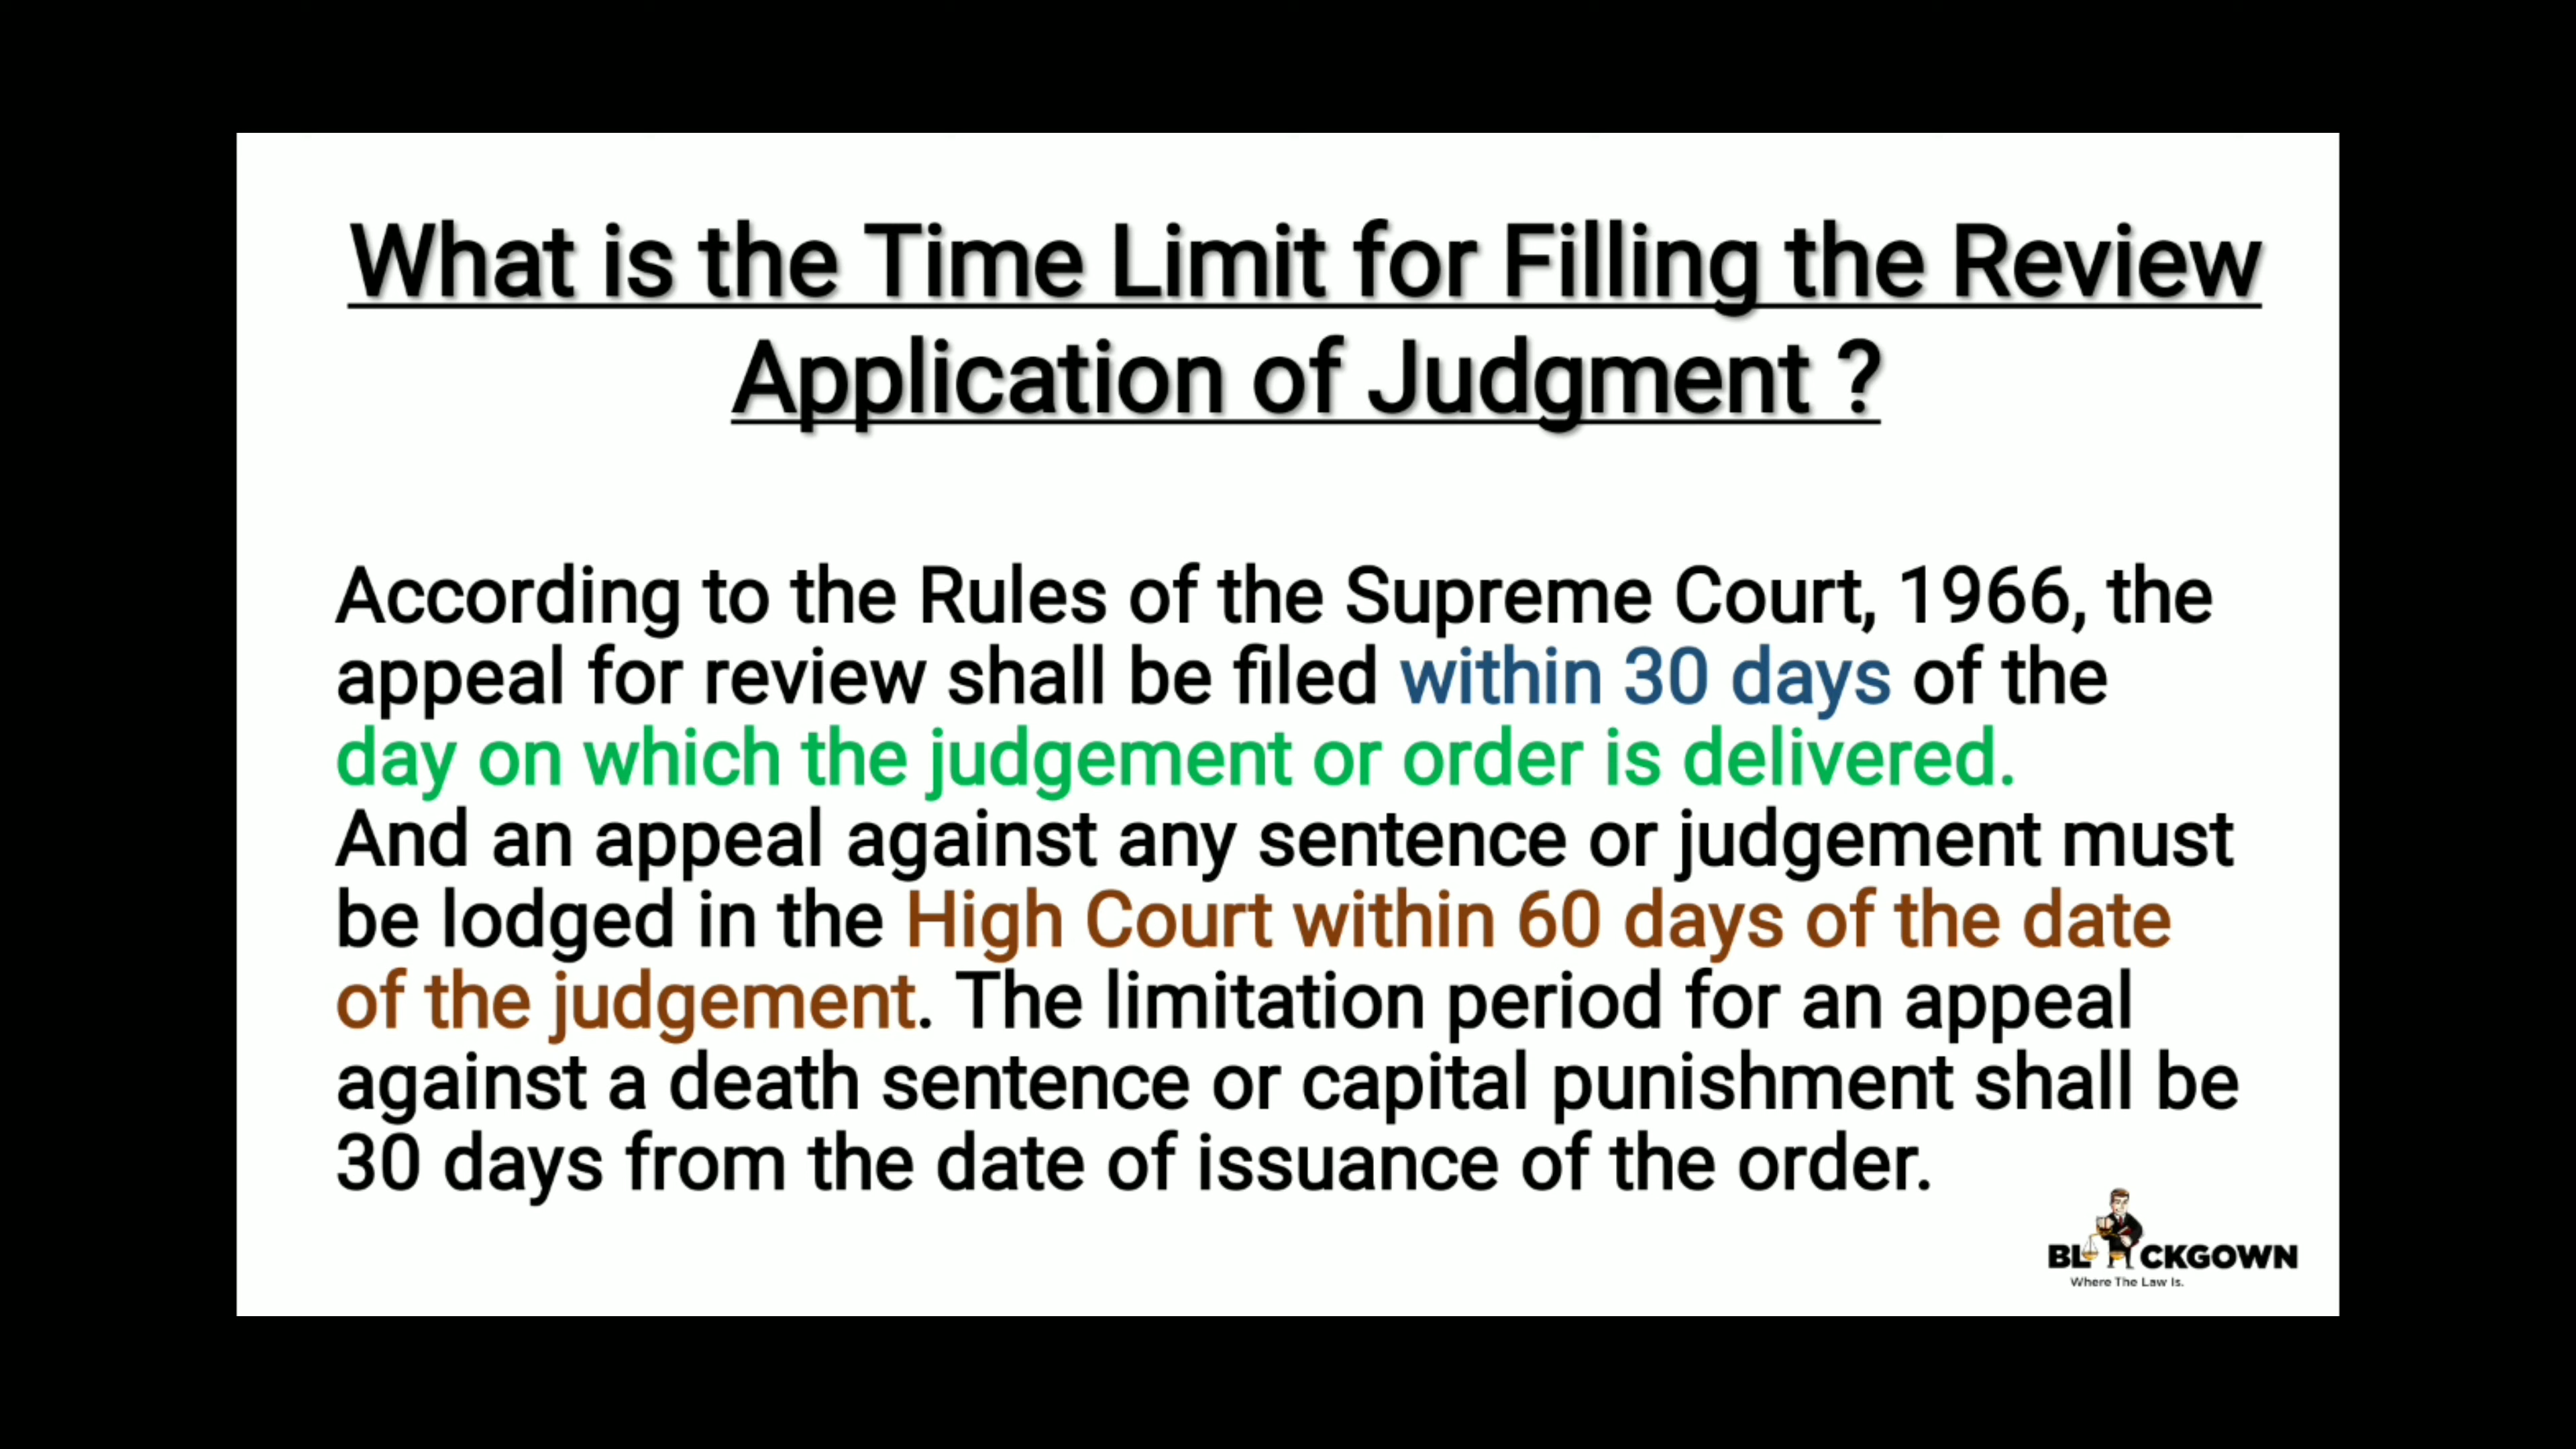 What is the Time Limit for Filling the Review
Application of Judgment ?
According to the Rules of the Supreme Court, 1966, the
appeal for review shall be filed within 30 days of the
day on which the judgement or order is delivered.
And an appeal against any sentence or judgement must
be lodged in the High Court within 60 days of the date
of the judgement. The limitation period for an appeal
against a death sentence or capital punishment shall be
30 days from the date of issuance of the order.
BLACKGOWN
Where The Law Is.